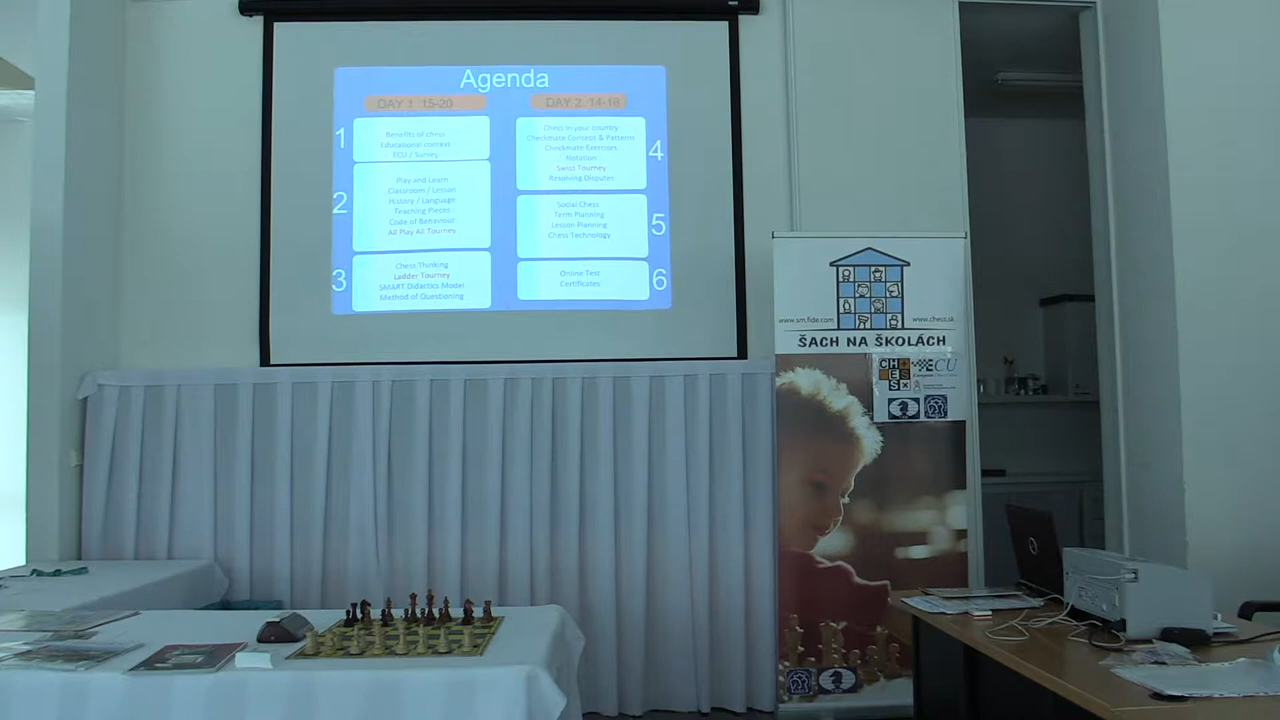 Agenda
DAY 1 15-20
1
Benefits of chess
Educational context
ECU / Survey
2
Play and Learn
Classroom / Lesson
History / Language
Teaching Pieces
Code of Behaviour
All Play All Tourney
3
Chess Thinking
Ladder Tourney
SMART Didactics Model
Method of Questioning
DAY 2
Chess in your country
Checkmate Concept & Patterns
Checkmate Exercises
Notation
Swiss Tourney
Resolving Disputes
4
Social Chess
Term Planning
Lesson Planning
Chess Technology
5
Online Test
Certificates
6
www.sm.fide.com
www.chess.sk
ŠACH NA ŠKOLÁCH
CHESS
ECU